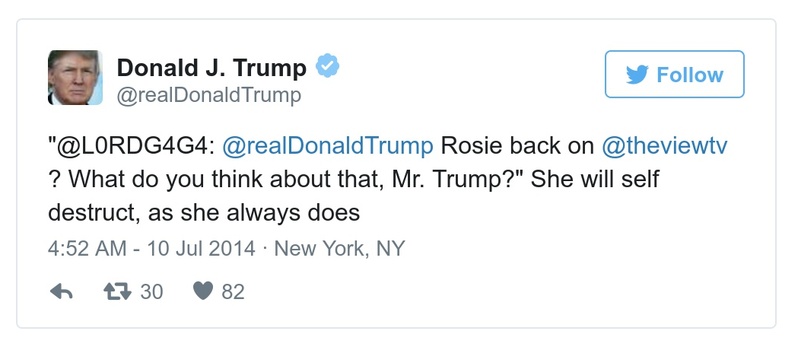 Donald J. Trump
@realDonaldTrump
Follow
"@L0RDG4G4: @realDonaldTrump Rosie back on @theviewtv
? What do you think about that, Mr. Trump?" She will self
destruct, as she always does
4:52 AM - 10 Jul 2014 · New York, NY
30 82